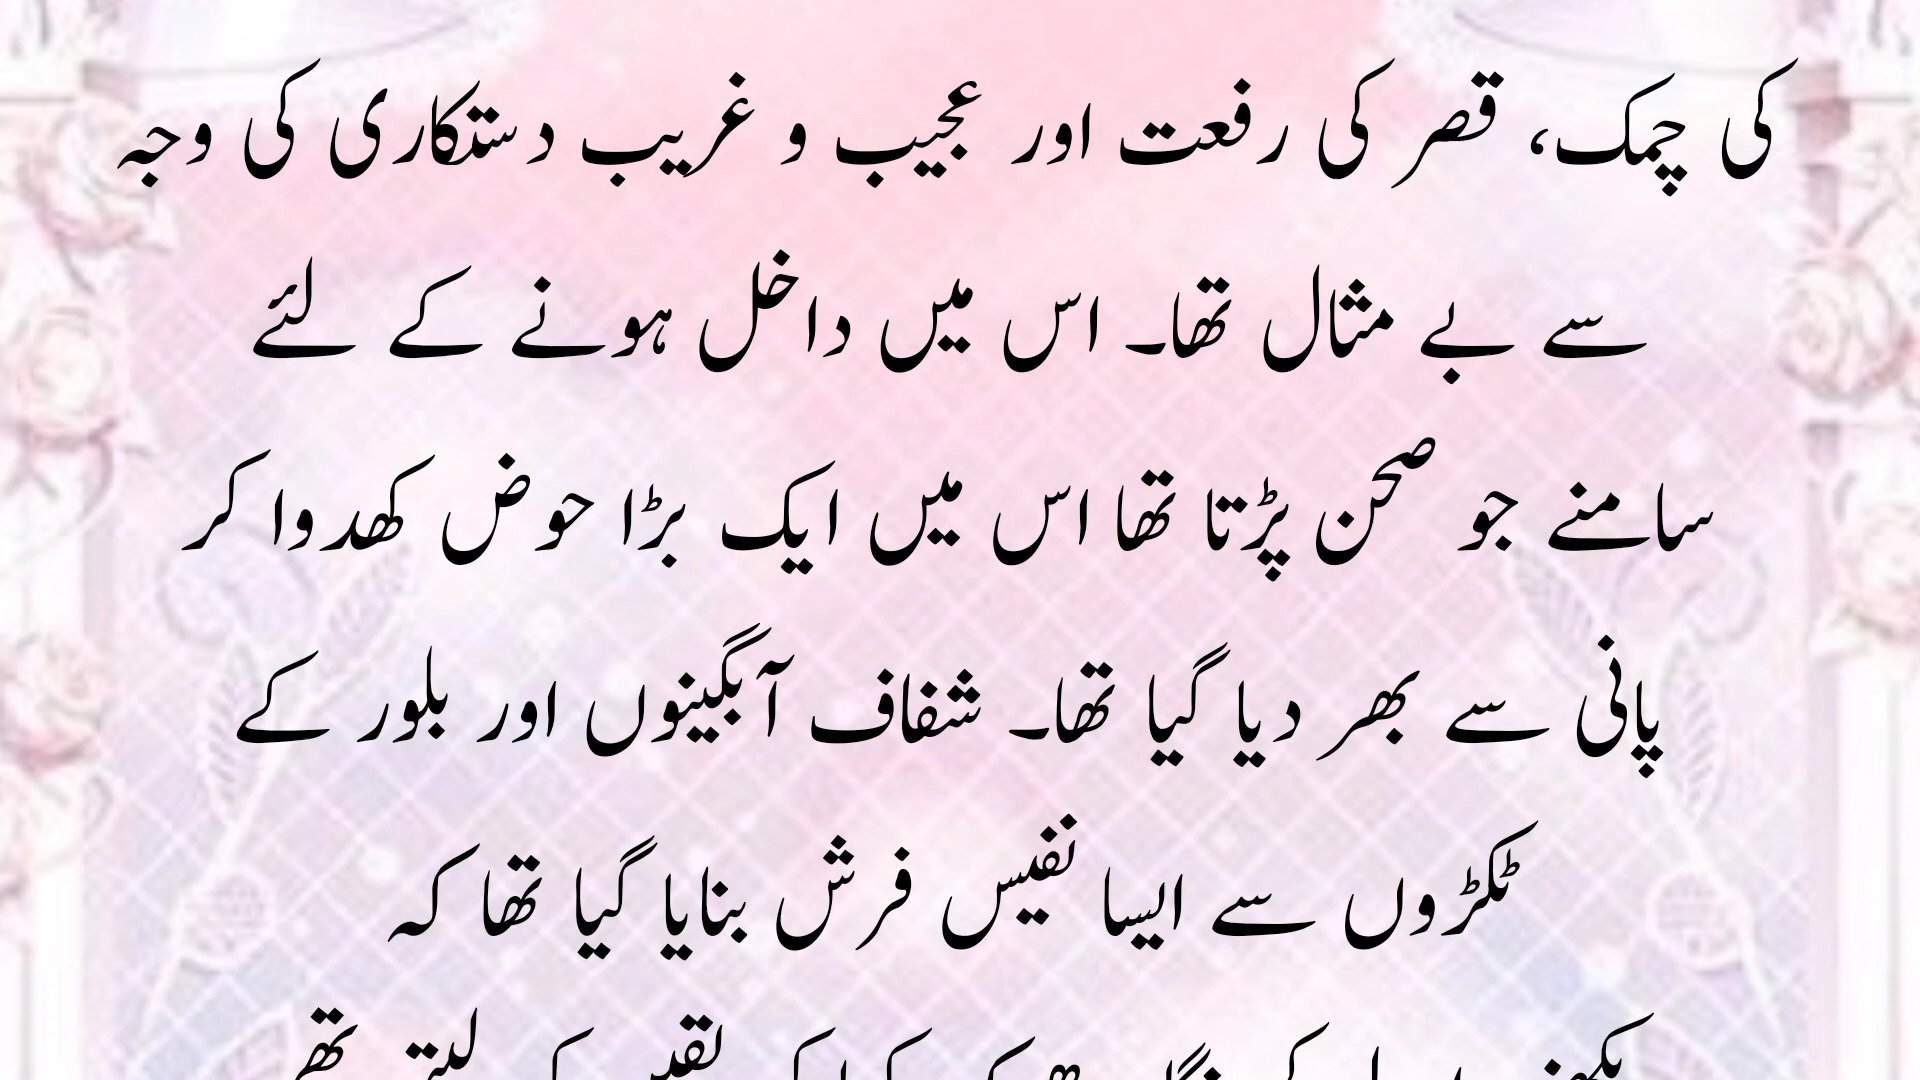 کی چمک، قصر کی رفعت اور عجیب و غریب دستکاری کی وجہ
سے بے مثال تھا۔ اس میں داخل ہونے کے لئے
سامنے جو صحن پڑتا تھا اس میں ایک بڑا حوض کھدوا کر
پانی سے بھر دیا گیا تھا۔ شفاف آبگینوں اور بلور کے
ٹکڑوں سے ایسا نفیس فرش بنایا گیا تھا کہ